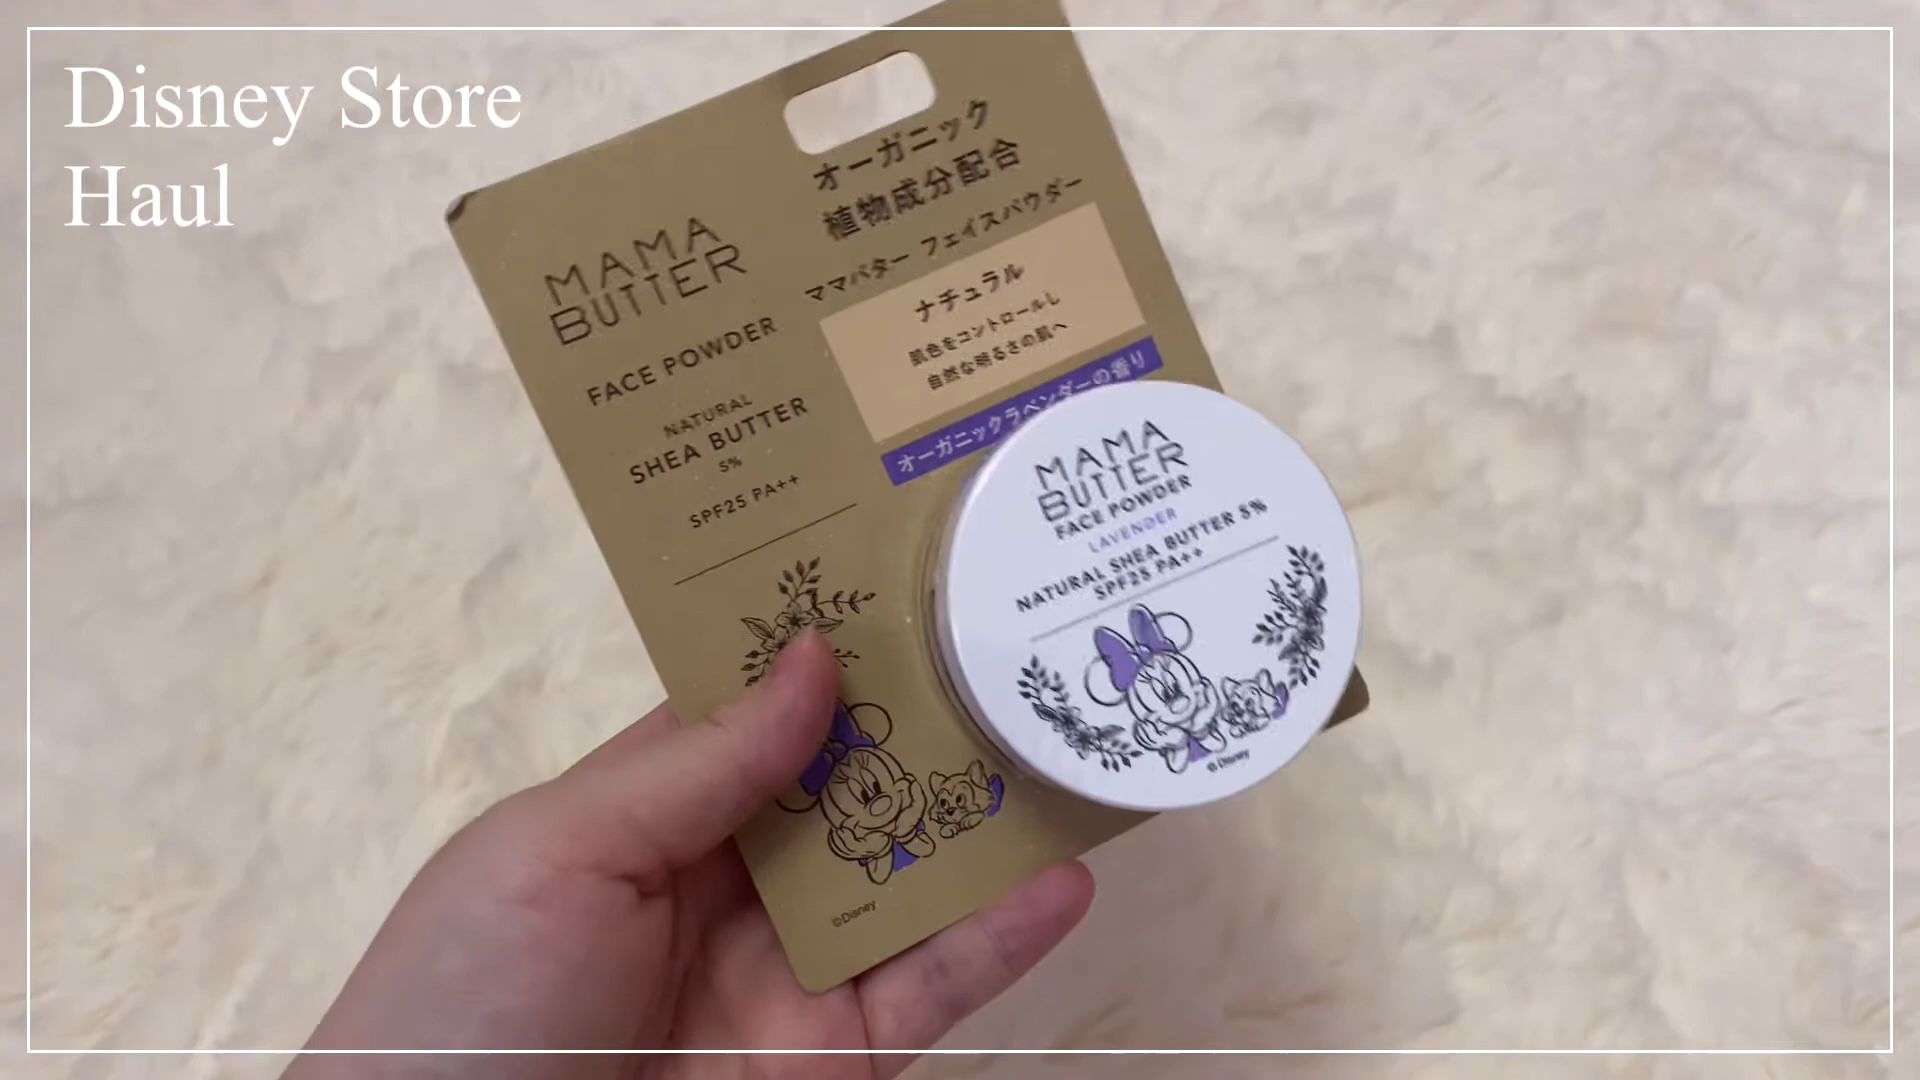 Disney Store
Haul
MAMA
BUTTER
FACE POWDER
NATURAL
SHEA BUTTER
5%
SPF25 PA++
オーガニック
植物成分配合
ママバター フェイスパウダー
ナチュラル
肌色をコントロールし
自然な明るさの肌へ
オーガニックラベンダーの香り
MAMA
BUTTER
FACE POWDER
LAVENDER
NATURAL SHEA BUTTER 5%
SPF25 PA++
©Disney
©Disney